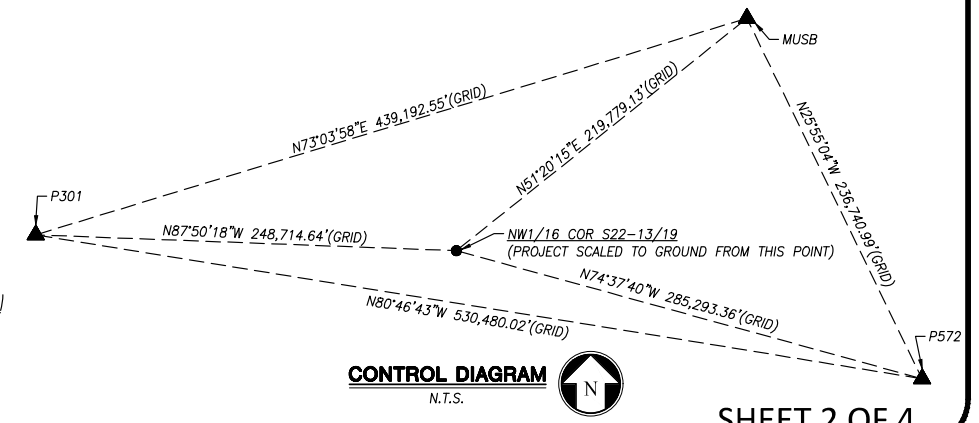 MUSB
N73°03'58"E 439,192.55'(GRID)
N51°20'15"E 219,779.13'(GRID)
N25°55'04"W 236,740.99'(GRID)
P301
N87°50'18"W 248,714.64'(GRID)
NW1/16 COR S22-13/19
(PROJECT SCALED TO GROUND FROM THIS POINT)
N74°37'40"W 285,293.36'(GRID)
N80°46'43"W 530,480.02'(GRID)
P572
CONTROL DIAGRAM
N.T.S.
N
SHEET 2 OF 4